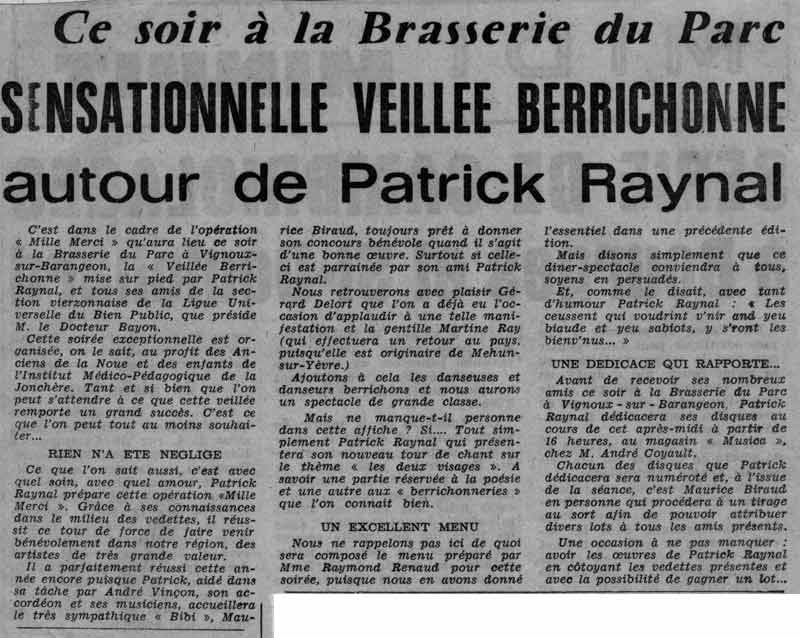 Ce soir à la Brasserie du Parc
SENSATIONNELLE VEILLEE BERRICHONNE
autour de Patrick Raynal
C'est dans le cadre de l'opération
« Mille Merci » qu'aura lieu ce soir
à la Brasserie du Parc à Vignoux-
sur-Barangeon, la « Veillée Berri-
chonne » mise sur pied par Patrick
Raynal, et tous ses amis de la sec-
tion vierzonnaise de la Ligue Uni-
verselle du Bien Public, que préside
M. le Docteur Bayon.
Cette soirée exceptionnelle est or-
ganisée, on le sait, au profit des An-
ciens de la Noue et des enfants de
l'Institut Médico-Pédagogique de la
Jonchère. Tant et si bien que l'on
peut s'attendre à ce que cette veillée
remporte un grand succès. C'est ce
que l'on peut tout au moins souhai-
ter...
RIEN N'A ETE NEGLIGE
Ce que l'on sait aussi, c'est avec
quel soin, avec quel amour, Patrick
Raynal prépare cette opération «Mille
Merci ». Grâce à ses connaissances
dans le milieu des vedettes, il réus-
sit ce tour de force de faire venir
bénévolement dans notre région, des
artistes de très grande valeur.
Il a parfaitement réussi cette an-
née encore puisque Patrick, aidé dans
sa tâche par André Vinçon, son ac-
cordéon et ses musiciens, accueillera
le très sympathique « Bibi », Mau-
rice Biraud, toujours prêt à donner
son concours bénévole quand il s'agit
d'une bonne œuvre. Surtout si celle-
ci est parrainée par son ami Patrick
Raynal.
Nous retrouverons avec plaisir Gé-
rard Delort que l'on a déjà eu l'oc-
casion d'applaudir à une telle mani-
festation et la gentille Martine Ray
(qui effectuera un retour au pays,
puisqu'elle est originaire de Mehun-
sur-Yèvre.)
Ajoutons à cela les danseuses et
danseurs berrichons et nous aurons
un spectacle de grande classe.
Mais ne manque-t-il personne
dans cette affiche ? Si.... Tout sim-
plement Patrick Raynal qui présen-
tera son nouveau tour de chant sur
le thème « les deux visages ». A
savoir une partie réservée à la poésie
et une autre aux « berrichonneries »
que l'on connait bien.
UN EXCELLENT MENU
Nous ne rappelons pas ici de quoi
sera composé le menu préparé par
Mme Raymond Renaud pour cette
soirée, puisque nous en avons donné
l'essentiel dans une précédente édi-
tion.
Mais disons simplement que ce
diner-spectacle conviendra à tous,
soyens en persuadés.
Et, comme le disait, avec tant
d'humour Patrick Raynal : « Les
ceussent qui voudrint v'nir and yeu
biaude et yeu sabiots, y s'ront les
bienv'nus... »
UNE DEDICACE QUI RAPPORTE...
Avant de recevoir ses nombreux
amis ce soir à la Brasserie du Parc
à Vignoux-sur-Barangeon, Patrick
Raynal dédicacera ses disques au
cours de cet après-midi à partir de
16 heures, au magasin « Musica »,
chez M. André Coyault.
Chacun des disques que Patrick
dédicacera sera numéroté et, à l'issue
de la séance, c'est Maurice Biraud
en personne qui procédera à un tirage
au sort afin de pouvoir attribuer
divers lots à tous les amis présents.
Une occasion à ne pas manquer :
avoir les œuvres de Patrick Raynal
en côtoyant les vedettes présentes et
avec la possibilité de gagner un lot...